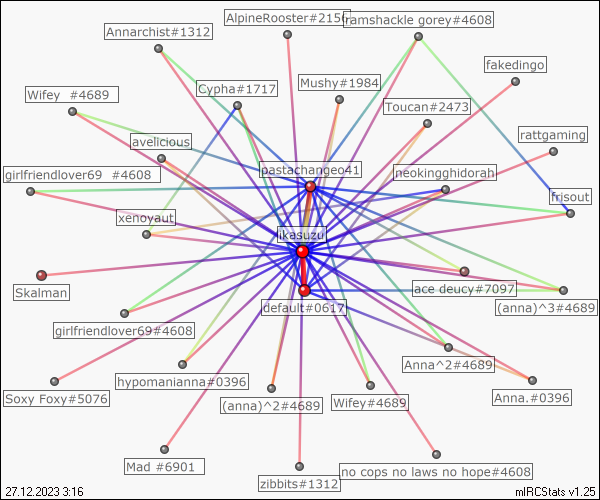 AlpineRooster#2150
ramshackle gorey#4608
Annarchist#1312
fakedingo
Cypha#1717
Mushy#1984
Wifey #4689
Toucan#2473
avelicious
rattgaming
girlfriendlover69 #4608
pastachangeo41
neokingghidorah
frisout
xenoyaut
ikasuzu
Skalman
ace deucy#7097
default#0617
(anna)^3#4689
girlfriendlover69#4608
Anna^2#4689
hypomanianna#0396
Soxy Foxy#5076
(anna)^2#4689
Wifey#4689
Anna.#0396
Mad #6901
zibbits#1312
no cops no laws no hope#4608
27.12.2023 3:16
mIRCStats v1.25